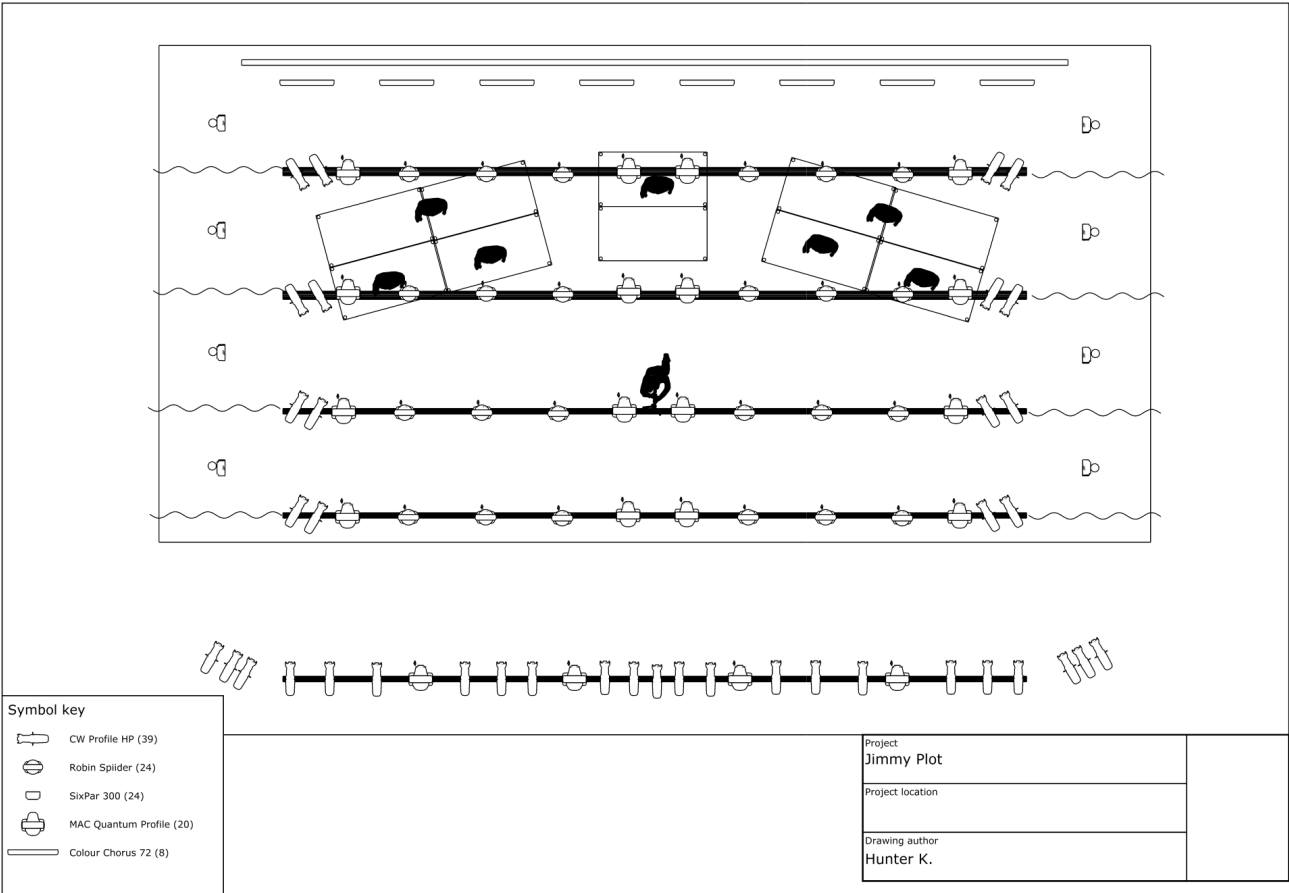 Symbol key
CW Profile HP (39)
Robin Spiider (24)
SixPar 300 (24)
MAC Quantum Profile (20)
Colour Chorus 72 (8)
Project
Jimmy Plot
Project location
Drawing author
Hunter K.